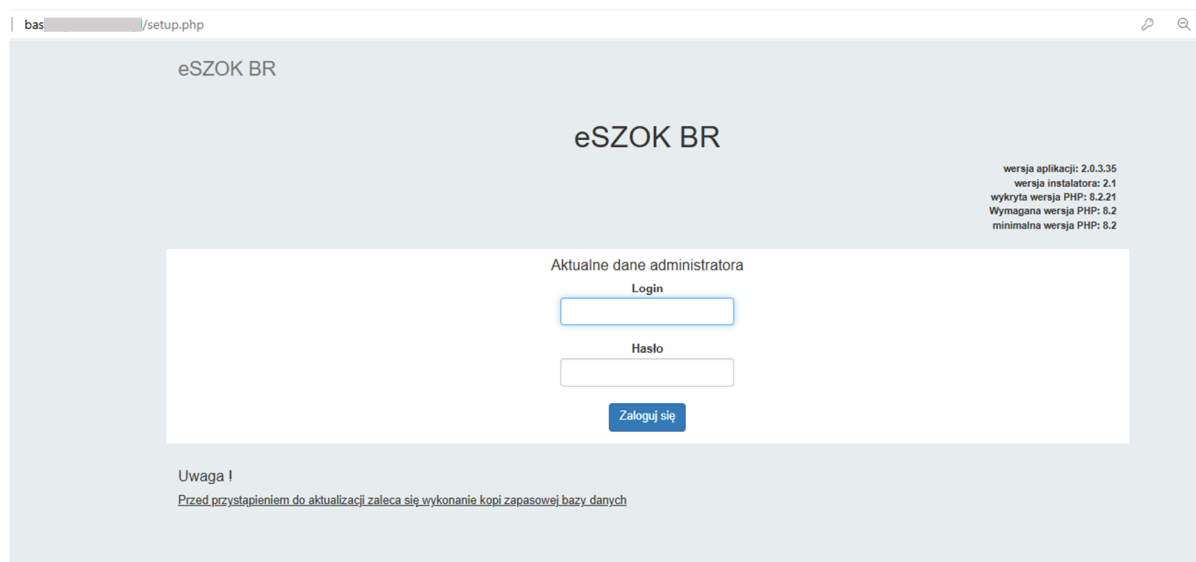 bas /setup.php
eSZOK BR
eSZOK BR
wersja aplikacji: 2.0.3.35
wersja instalatora: 2.1
wykryta wersja PHP: 8.2.21
Wymagana wersja PHP: 8.2
minimalna wersja PHP: 8.2
Aktualne dane administratora
Login
Hasło
Zaloguj się
Uwaga !
Przed przystąpieniem do aktualizacji zaleca się wykonanie kopi zapasowej bazy danych